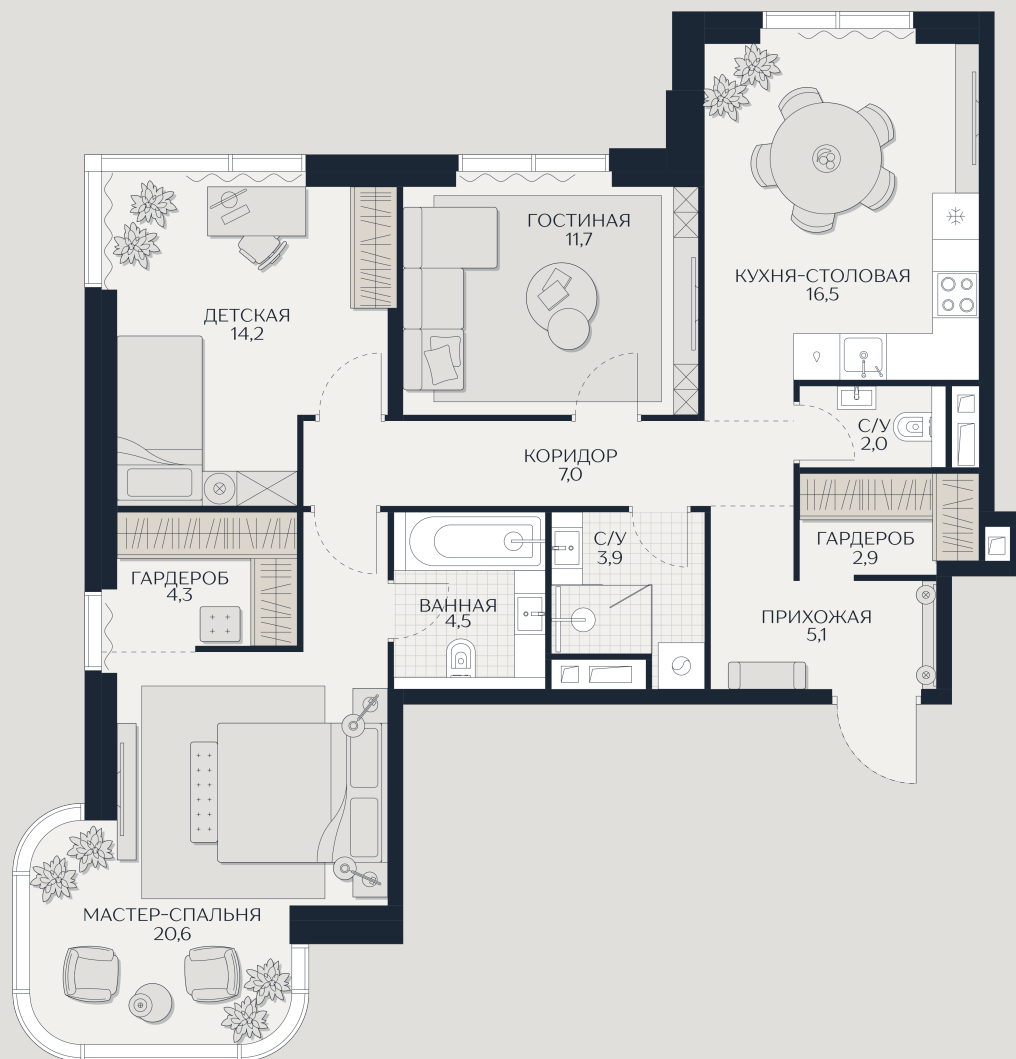 ГОСТИНАЯ
11,7
КУХНЯ-СТОЛОВАЯ
16,5
ДЕТСКАЯ
14,2
С/У
2,0
КОРИДОР
7,0
С/У
3,9
ГАРДЕРОБ
2,9
ГАРДЕРОБ
4,3
ВАННАЯ
4,5
ПРИХОЖАЯ
5,1
МАСТЕР-СПАЛЬНЯ
20,6